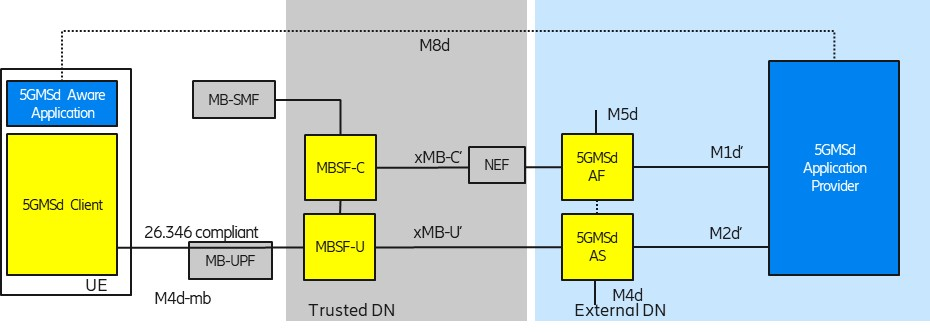 M8d
5GMSd Aware
Application
MB-SMF
M5d
MBSF-C
xMB-C'
NEF
5GMSd
AF
M1d'
5GMSd
Application
Provider
5GMSd Client
26.346 compliant
MB-UPF
MBSF-U
xMB-U'
5GMSd
AS
M2d'
UE
M4d-mb
M4d
Trusted DN
External DN